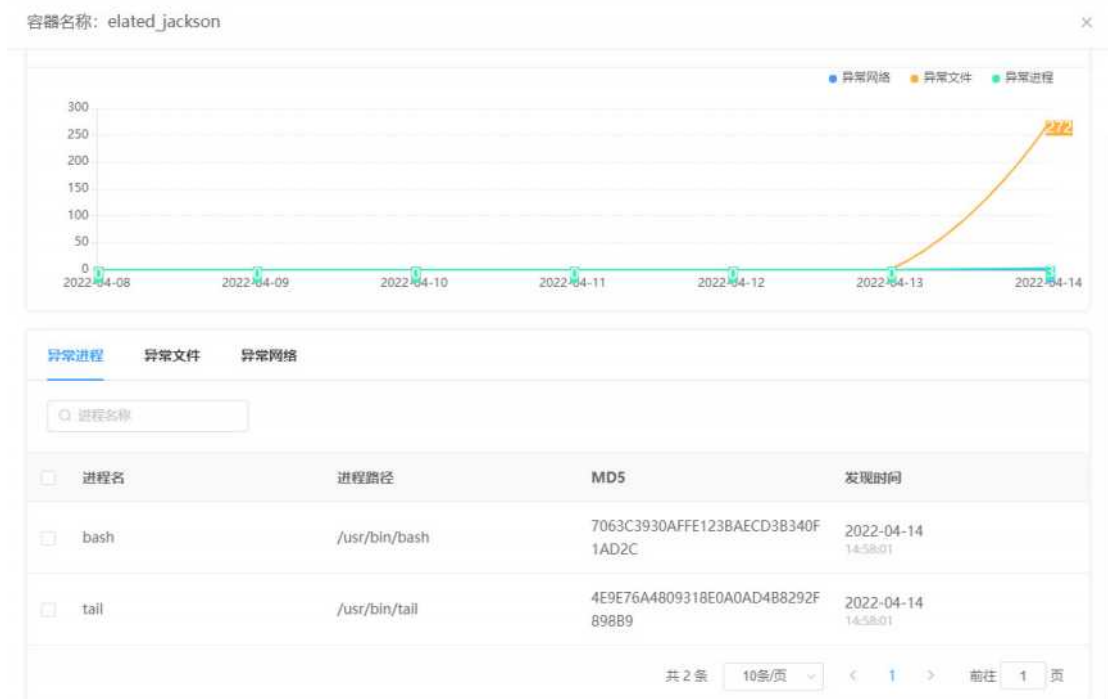 容器名称：elated_jackson
异常网络 异常文件 异常进程
300
250
200
150
100
50
0
272
2022-04-08 2022-04-09 2022-04-10 2022-04-11 2022-04-12 2022-04-13 2022-04-14
异常进程 异常文件 异常网络
进程名称
进程名 进程路径 MD5 发现时间
bash /usr/bin/bash 7063C3930AFFE123BAECD3B340F
1AD2C
2022-04-14
14:58:01
tail /usr/bin/tail 4E9E76A4809318E0A0AD4B8292F
898B9
2022-04-14
14:58:01
共 2 条 10条/页 < 1 > 前往 1 页